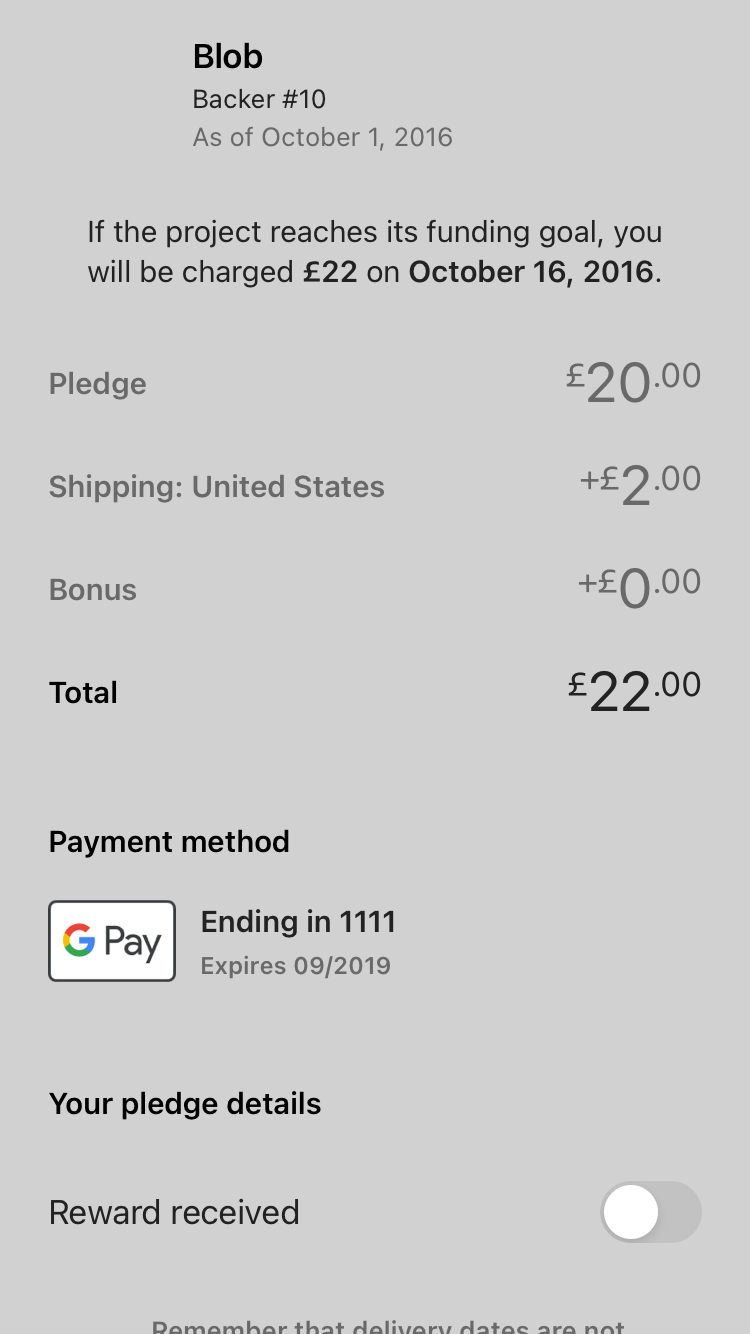 Blob
Backer #10
As of October 1, 2016
If the project reaches its funding goal, you
will be charged £22 on October 16, 2016.
Pledge £20.00
Shipping: United States +£2.00
Bonus +£0.00
Total £22.00
Payment method
G Pay
Ending in 1111
Expires 09/2019
Your pledge details
Reward received
Remember that delivery dates are not